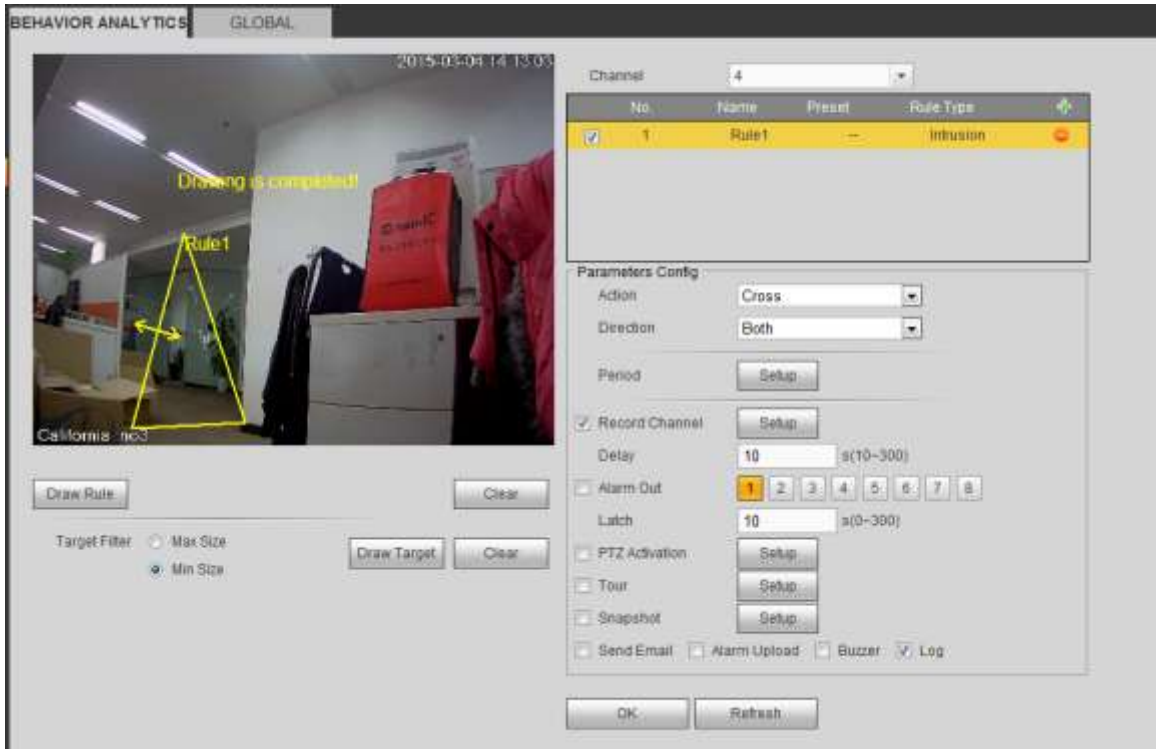 BEHAVIOR ANALYTICS GLOBAL
2015-03-04 14:13:03
Drawing is completed!
Rule1
California no3
Draw Rule Clear
Target Filter Max Size
Min Size
Draw Target Clear
Channel 4
No. Name Preset Rule Type
1 Rule1 -- Intrusion
Parameters Config
Action Cross
Direction Both
Period Setup
Record Channel Setup
Delay 10 s(10~300)
Alarm Out 1 2 3 4 5 6 7 8
Latch 10 s(0~300)
PTZ Activation Setup
Tour Setup
Snapshot Setup
Send Email Alarm Upload Buzzer Log
OK Refresh